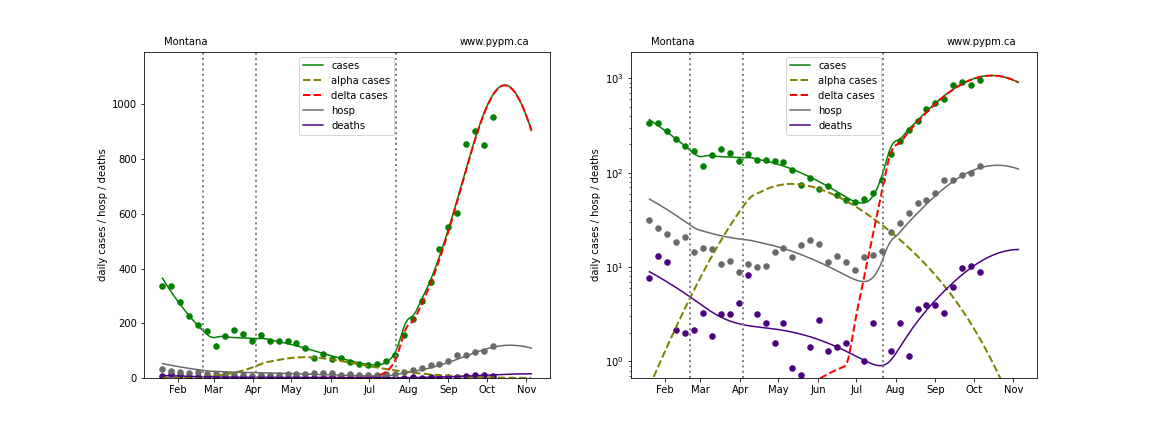 Montana www.pypm.ca
cases
alpha cases
delta cases
hosp
deaths
daily cases / hosp / deaths
1000
800
600
400
200
0
Feb Mar Apr May Jun Jul Aug Sep Oct Nov
Montana www.pypm.ca
cases
alpha cases
delta cases
hosp
deaths
daily cases / hosp / deaths
10³
10²
10¹
10⁰
Feb Mar Apr May Jun Jul Aug Sep Oct Nov